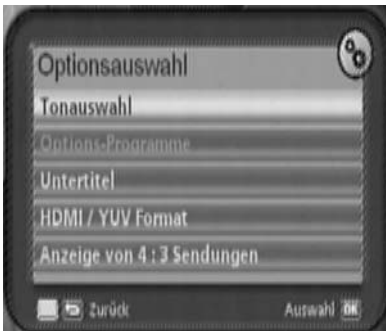 Optionsauswahl
Tonauswahl
Options-Programme
Untertitel
HDMI / YUV Format
Anzeige von 4 : 3 Sendungen
Zurück Auswahl OK